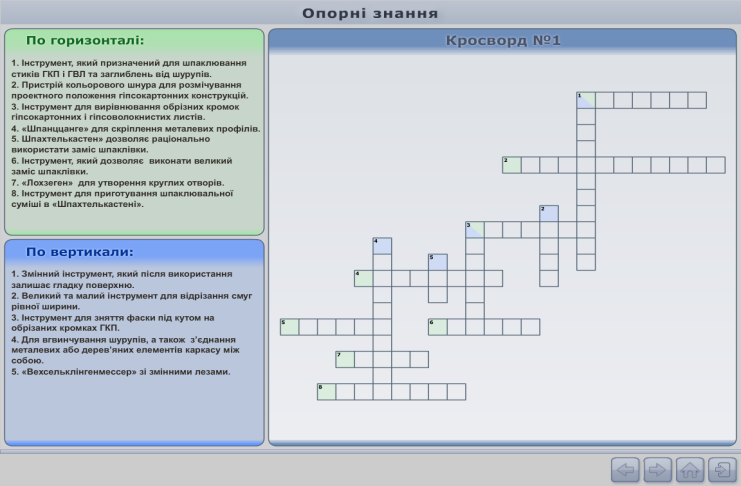 Опорні знання
По горизонталі:
1. Інструмент, який призначений для шпаклювання
стиків ГКП і ГВЛ та заглиблень від шурупів.
2. Пристрій кольорового шнура для розмічування
проектного положення гіпсокартонних конструкцій.
3. Інструмент для вирівнювання обрізних кромок
гіпсокартонних і гіпсоволокнистих листів.
4. «Шпанццанге» для скріплення металевих профілів.
5. Шпахтелькастен» дозволяє раціонально
використати заміс шпаклівки.
6. Інструмент, який дозволяє виконати великий
заміс шпаклівки.
7. «Лохзеген» для утворення круглих отворів.
8. Інструмент для приготування шпаклювальної
суміші в «Шпахтелькастені».
По вертикали:
1. Змінний інструмент, який після використання
залишає гладку поверхню.
2. Великий та малий інструмент для відрізання смуг
рівної ширини.
3. Інструмент для зняття фаски під кутом на
обрізаних кромках ГКП.
4. Для вгвинчування шурупів, а також з'єднання
металевих або дерев'яних елементів каркасу між
собою.
5. «Вехселькліnгенмессер» зі змінними лезами.
Кросворд №1
1
2
2
3
4
5
4
5
6
7
8